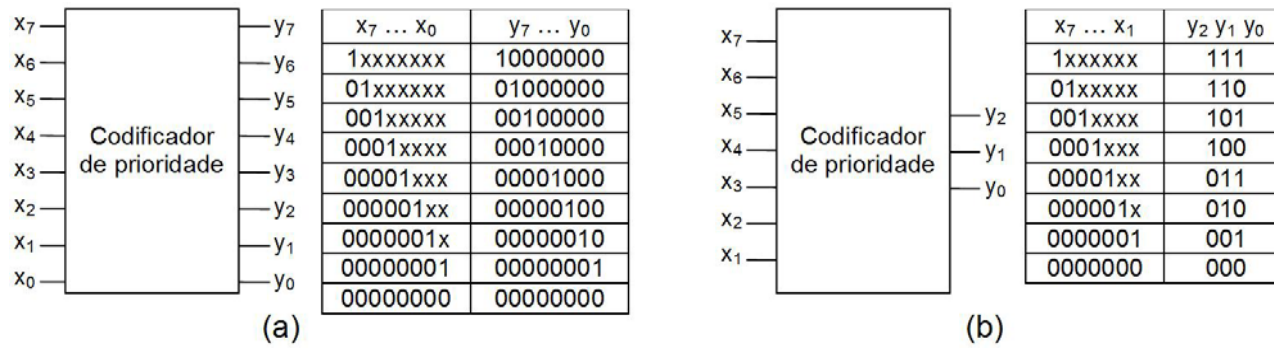 x7 y7
x6 y6
x5 y5
x4 y4
x3 y3
x2 y2
x1 y1
x0 y0
Codificador
de prioridade
x7 ... x0 y7 ... y0
1xxxxxxx 10000000
01xxxxxx 01000000
001xxxxx 00100000
0001xxxx 00010000
00001xxx 00001000
000001xx 00000100
0000001x 00000010
00000001 00000001
00000000 00000000
(a)
x7
x6
x5
x4
x3
x2
x1
Codificador
de prioridade
y2
y1
y0
x7 ... x1 y2 y1 y0
1xxxxxx 111
01xxxxx 110
001xxxx 101
0001xxx 100
00001xx 011
000001x 010
0000001 001
0000000 000
(b)